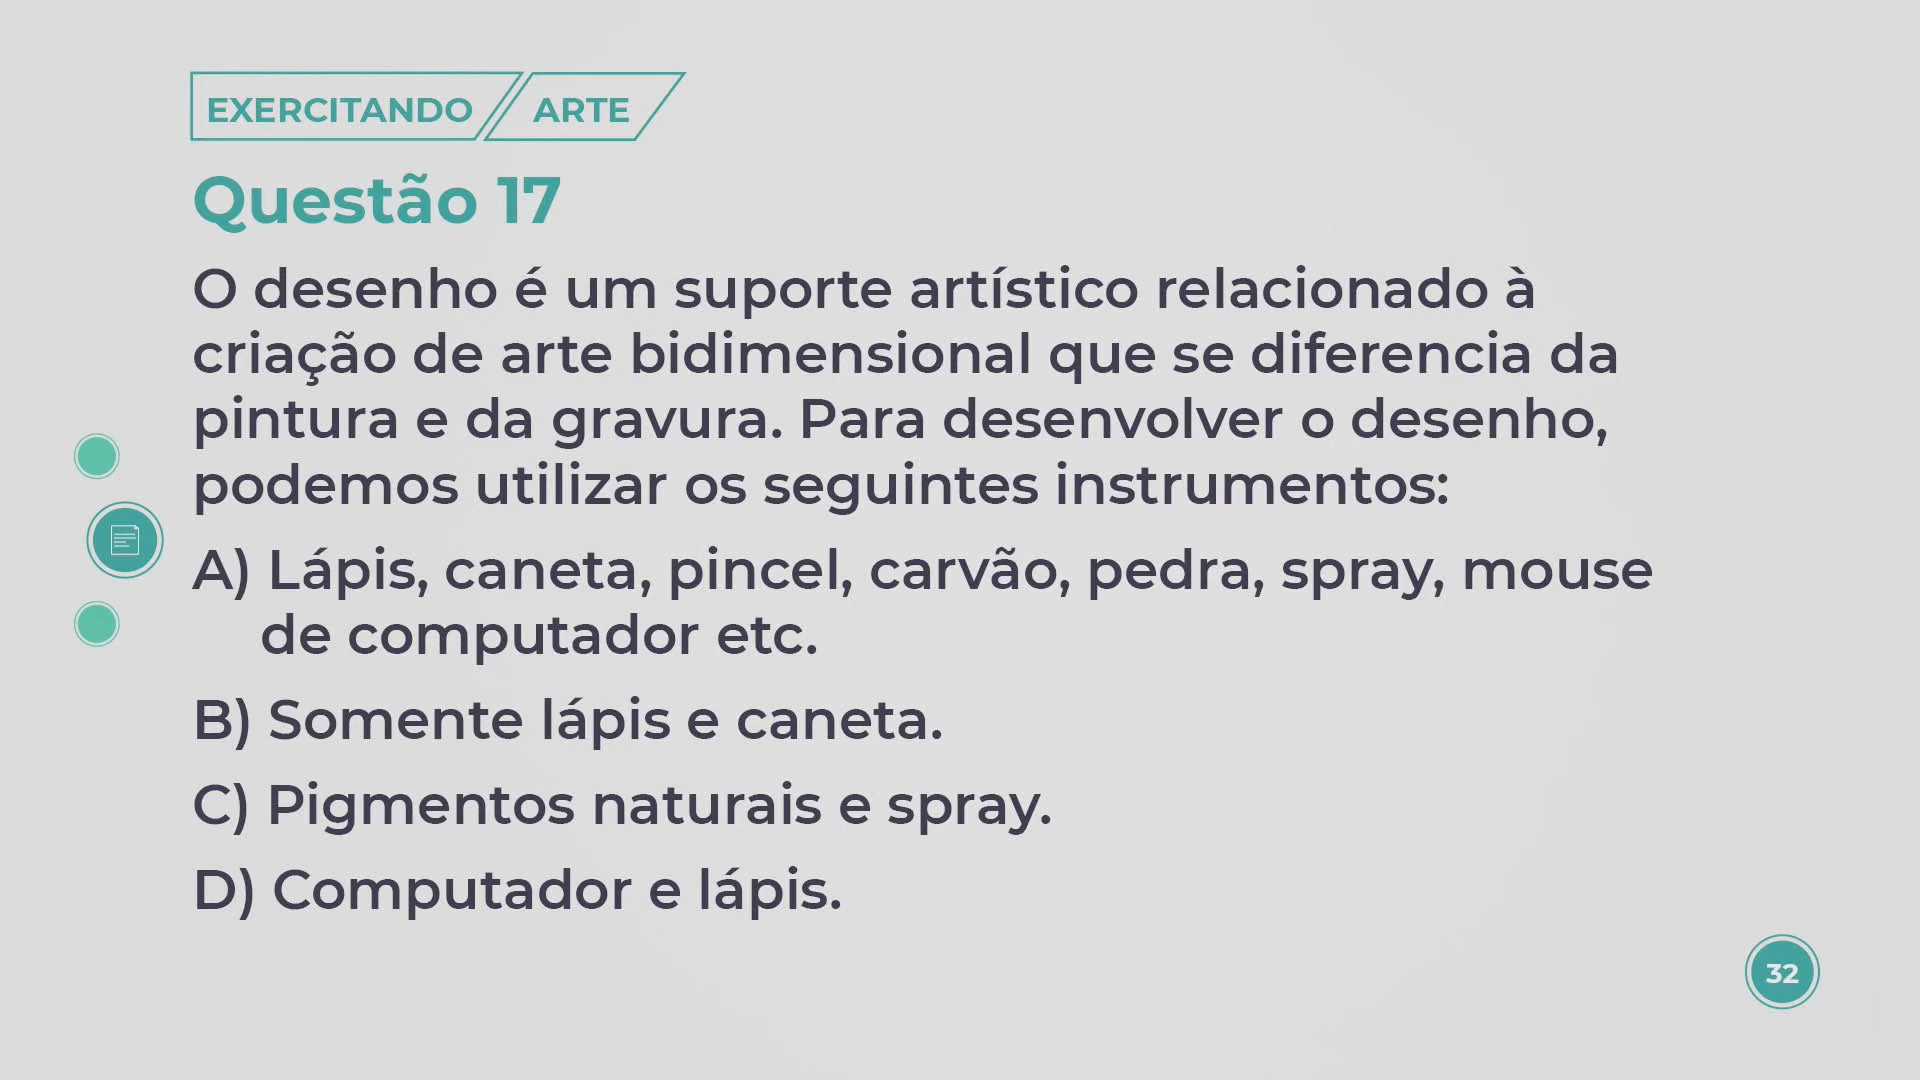 EXERCITANDO ARTE
Questão 17
O desenho é um suporte artístico relacionado à
criação de arte bidimensional que se diferencia da
pintura e da gravura. Para desenvolver o desenho,
podemos utilizar os seguintes instrumentos:
A) Lápis, caneta, pincel, carvão, pedra, spray, mouse
de computador etc.
B) Somente lápis e caneta.
C) Pigmentos naturais e spray.
D) Computador e lápis.
32